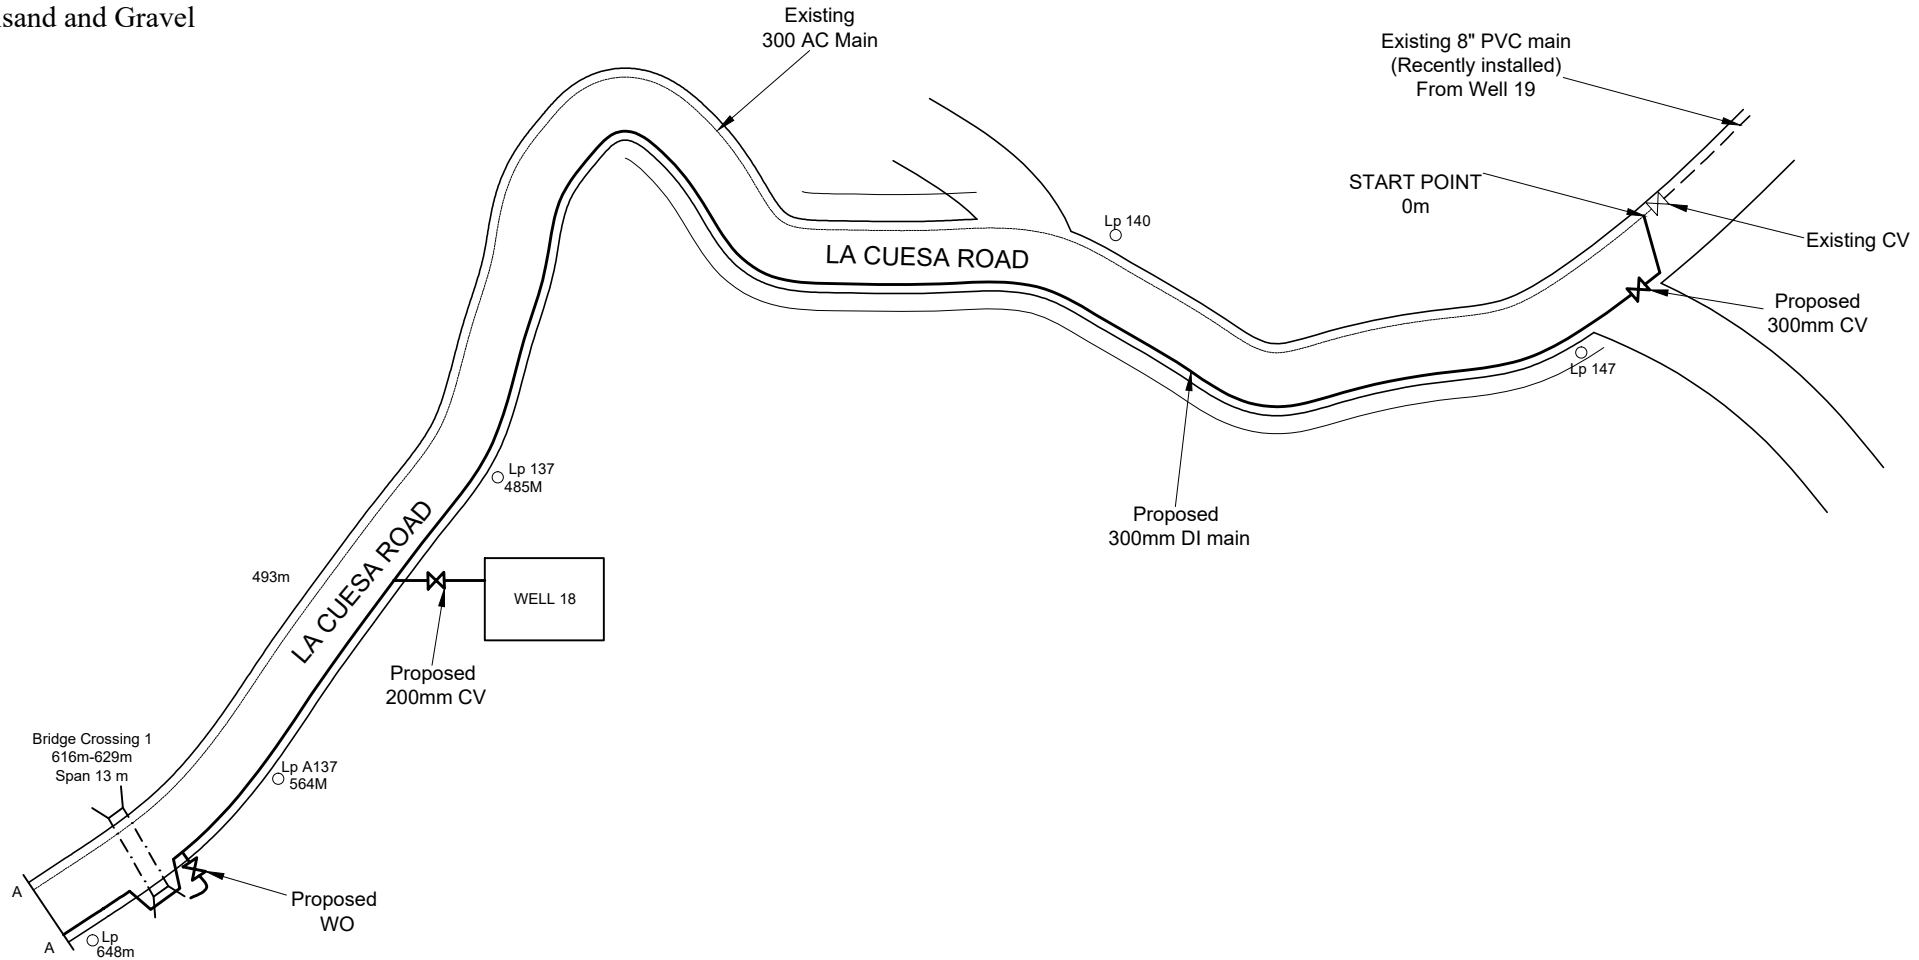 sand and Gravel
Existing
300 AC Main
Existing 8" PVC main
(Recently installed)
From Well 19
START POINT
0m
Lp 140
Existing CV
LA CUESA ROAD
Proposed
300mm CV
Lp 147
Lp 137
485M
Proposed
300mm DI main
LA CUESA ROAD
493m
WELL 18
Proposed
200mm CV
Bridge Crossing 1
616m-629m
Span 13 m
Lp A137
564M
A
Proposed
WO
A
Lp
648m